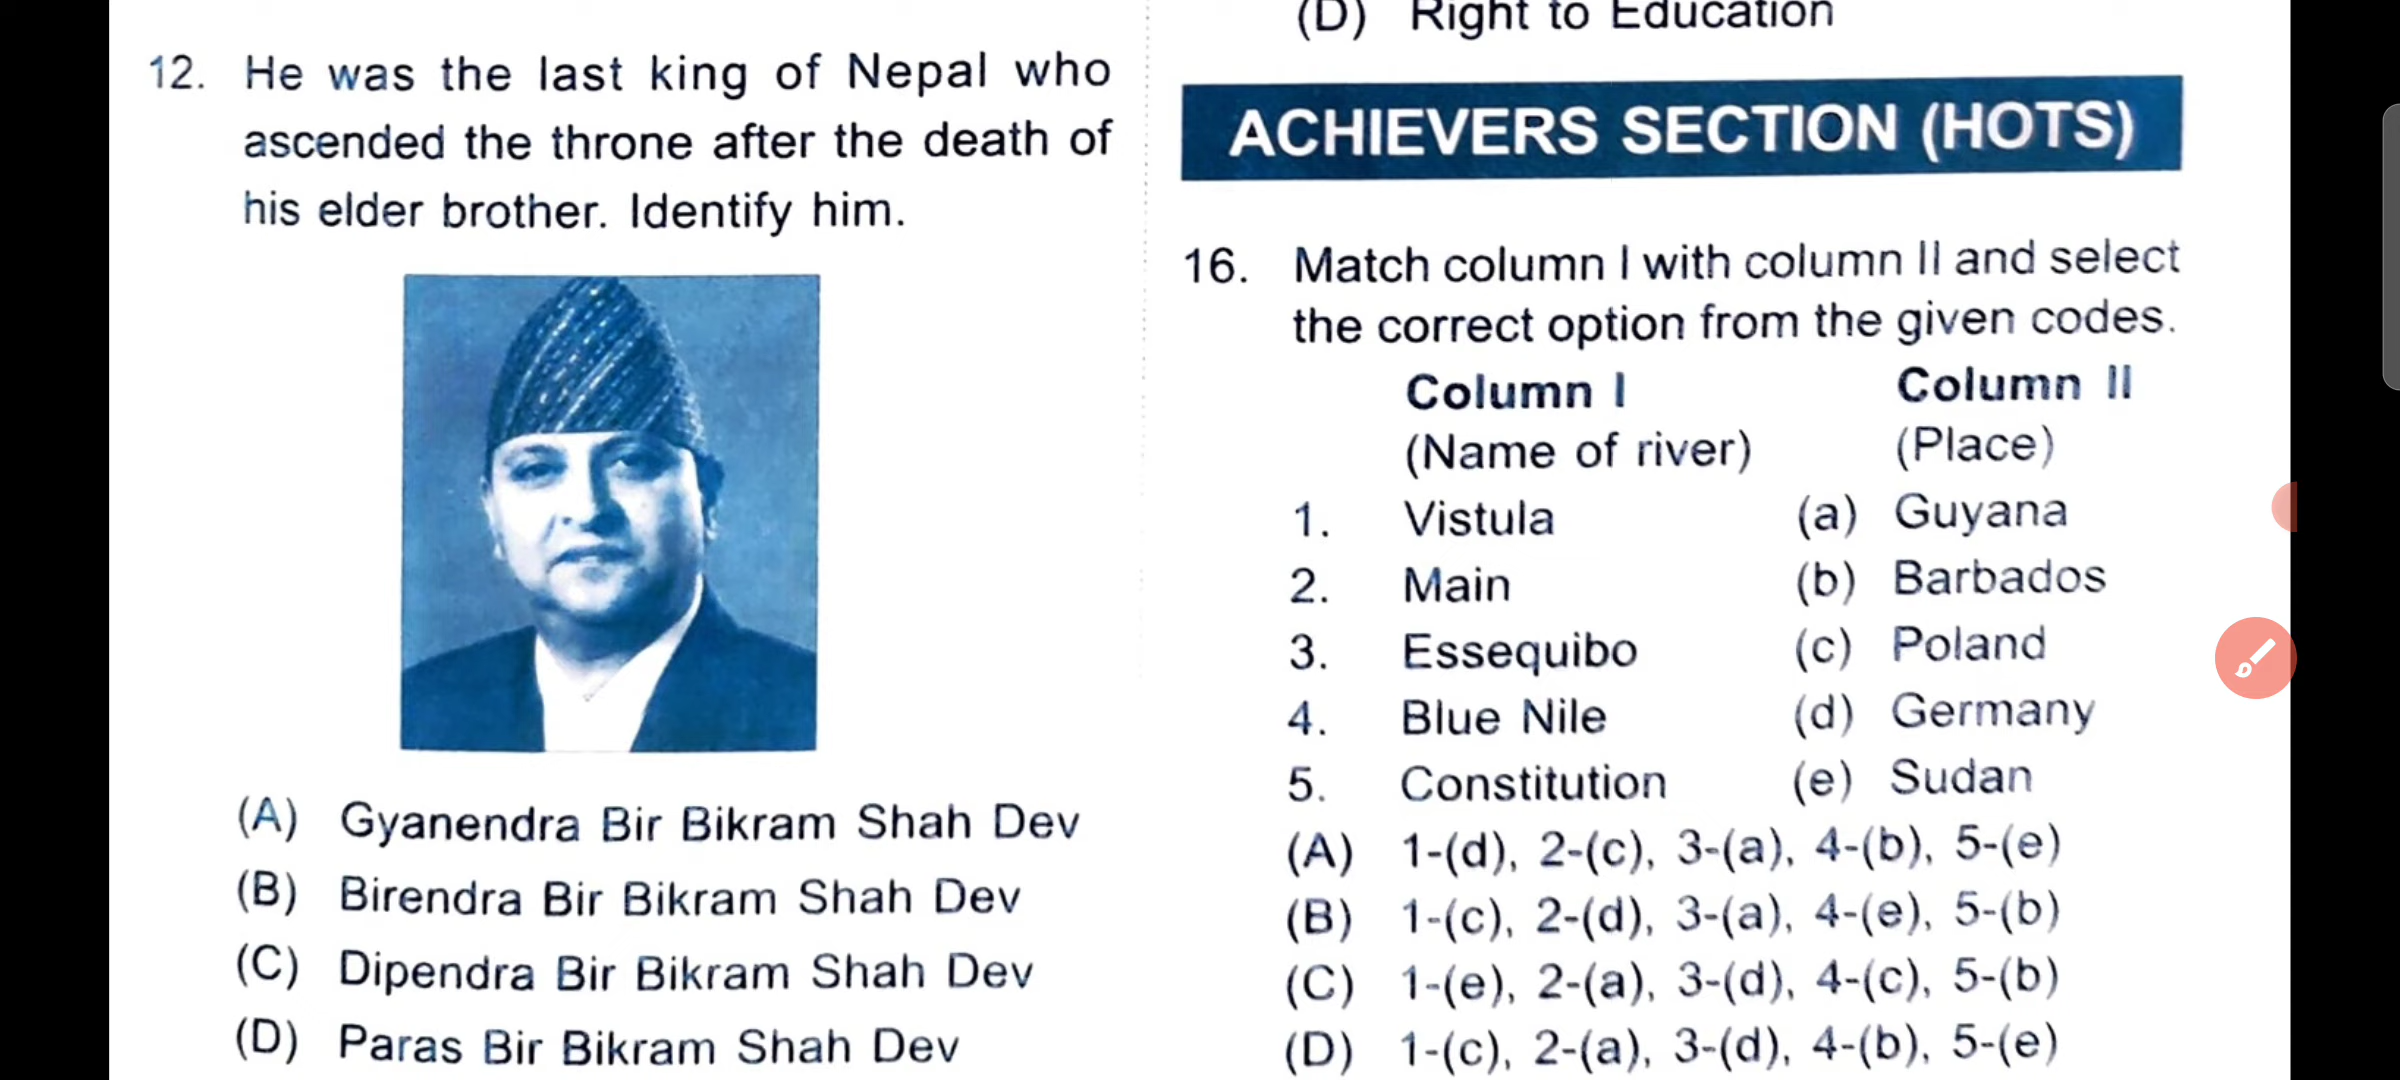 12. He was the last king of Nepal who
ascended the throne after the death of
his elder brother. Identify him.
(A) Gyanendra Bir Bikram Shah Dev
(B) Birendra Bir Bikram Shah Dev
(C) Dipendra Bir Bikram Shah Dev
(D) Paras Bir Bikram Shah Dev
(D) Right to Education
ACHIEVERS SECTION (HOTS)
16. Match column I with column II and select
the correct option from the given codes.
Column I Column II
(Name of river) (Place)
1. Vistula (a) Guyana
2. Main (b) Barbados
3. Essequibo (c) Poland
4. Blue Nile (d) Germany
5. Constitution (e) Sudan
(A) 1-(d), 2-(c), 3-(a), 4-(b), 5-(e)
(B) 1-(c), 2-(d), 3-(a), 4-(e), 5-(b)
(C) 1-(e), 2-(a), 3-(d), 4-(c), 5-(b)
(D) 1-(c), 2-(a), 3-(d), 4-(b), 5-(e)